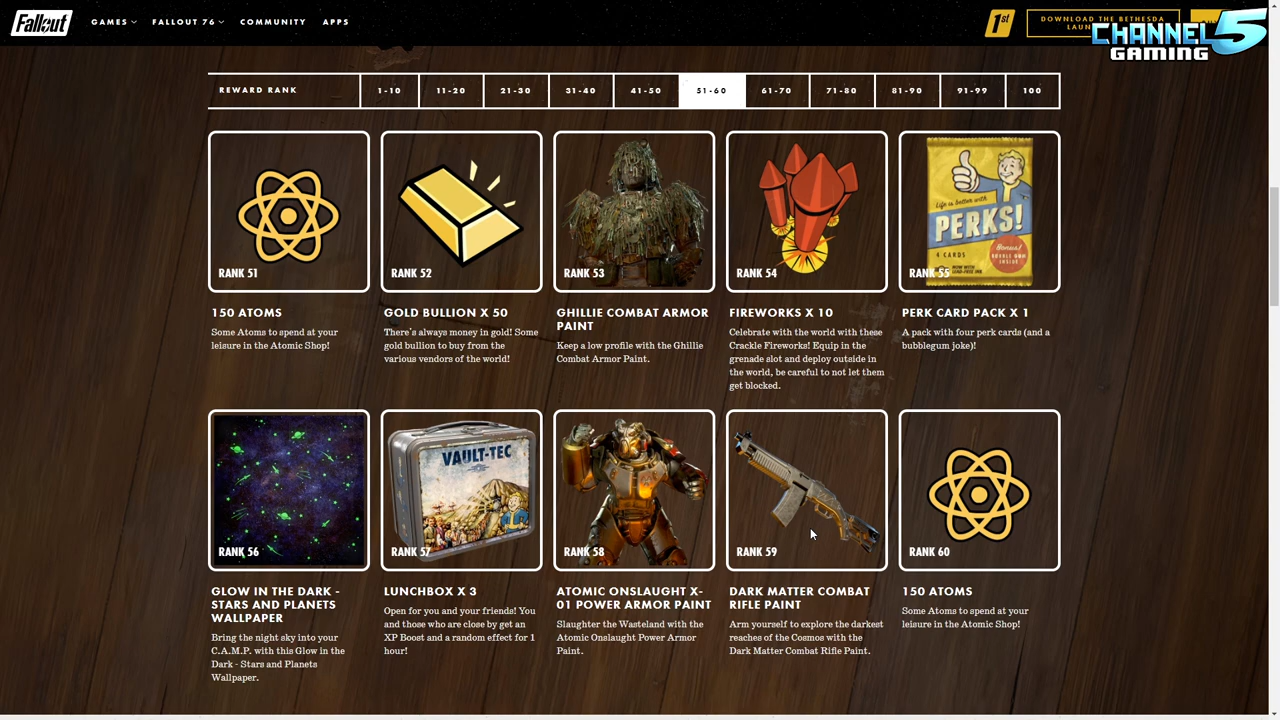 Fallout
GAMES
FALLOUT 76
COMMUNITY
APPS
1st
DOWNLOAD THE BETHESDA
CHANNEL 5
GAMING
REWARD RANK
1-10
11-20
21-30
31-40
41-50
51-60
61-70
71-80
81-90
91-99
100
RANK 51
RANK 52
RANK 53
RANK 54
Life is better with
PERKS!
4 CARDS
Bonus!
RANK 55
150 ATOMS
Some Atoms to spend at your
leisure in the Atomic Shop!
GOLD BULLION X 50
There's always money in gold! Some
gold bullion to buy from the
various vendors of the world!
GHILLIE COMBAT ARMOR
PAINT
Keep a low profile with the Ghillie
Combat Armor Paint.
FIREWORKS X 10
Celebrate with the world with these
Crackle Fireworks! Equip in the
grenade slot and deploy outside in
the world, be careful to not let them
get blocked.
PERK CARD PACK X 1
A pack with four perk cards (and a
bubblegum joke)!
RANK 56
VAULT-TEC
RANK 57
RANK 58
RANK 59
RANK 60
GLOW IN THE DARK -
STARS AND PLANETS
WALLPAPER
Bring the night sky into your
C.A.M.P. with this Glow in the
Dark - Stars and Planets
Wallpaper.
LUNCHBOX X 3
Open for you and your friends! You
and those who are close by get an
XP Boost and a random effect for 1
hour!
ATOMIC ONSLAUGHT X-
01 POWER ARMOR PAINT
Slaughter the Wasteland with the
Atomic Onslaught Power Armor
Paint.
DARK MATTER COMBAT
RIFLE PAINT
Arm yourself to explore the darkest
reaches of the Cosmos with the
Dark Matter Combat Rifle Paint.
150 ATOMS
Some Atoms to spend at your
leisure in the Atomic Shop!